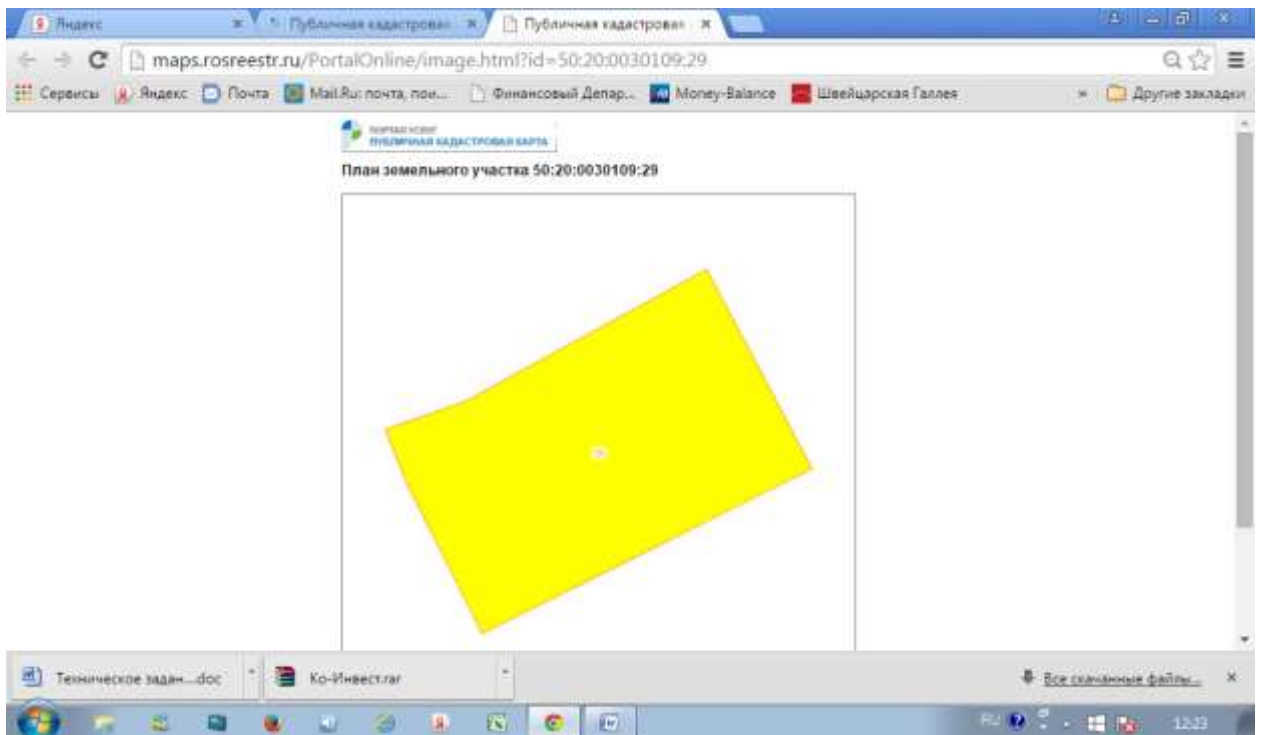 Яндекс
Публичная кадастровая
Публичная кадастровая
maps.rosreestr.ru/PortalOnline/image.html?id=50:20:0030109:29
Сервисы Яндекс Почта Mail.Ru: почта, пои... Финансовый Депар... Money-Balance Швейцарская Галлея » Другие закладки
ПОРТАЛ УСЛУГ
ПУБЛИЧНАЯ КАДАСТРОВАЯ КАРТА
План земельного участка 50:20:0030109:29
Техническое задан....doc Ко-Инвест.rar Все скачанные файлы...
RU 12:23